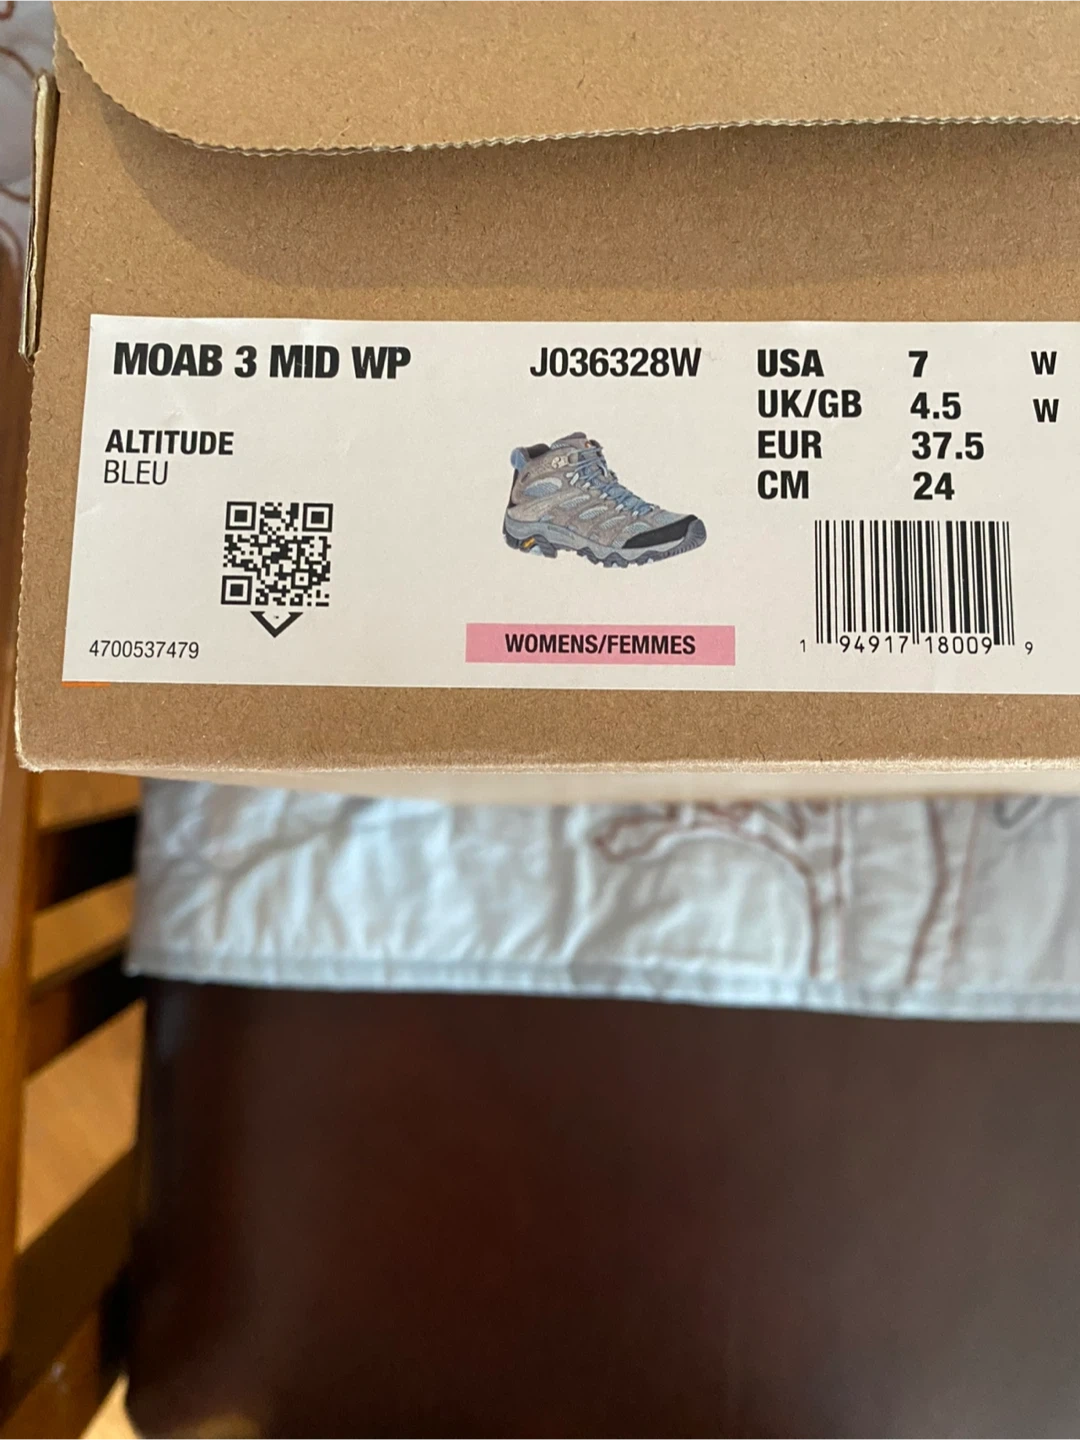 MOAB 3 MID WP
J036328W
ALTITUDE
BLEU
4700537479
WOMENS/FEMMES
USA 7 W
UK/GB 4.5 W
EUR 37.5
CM 24
1 94917 18009 9